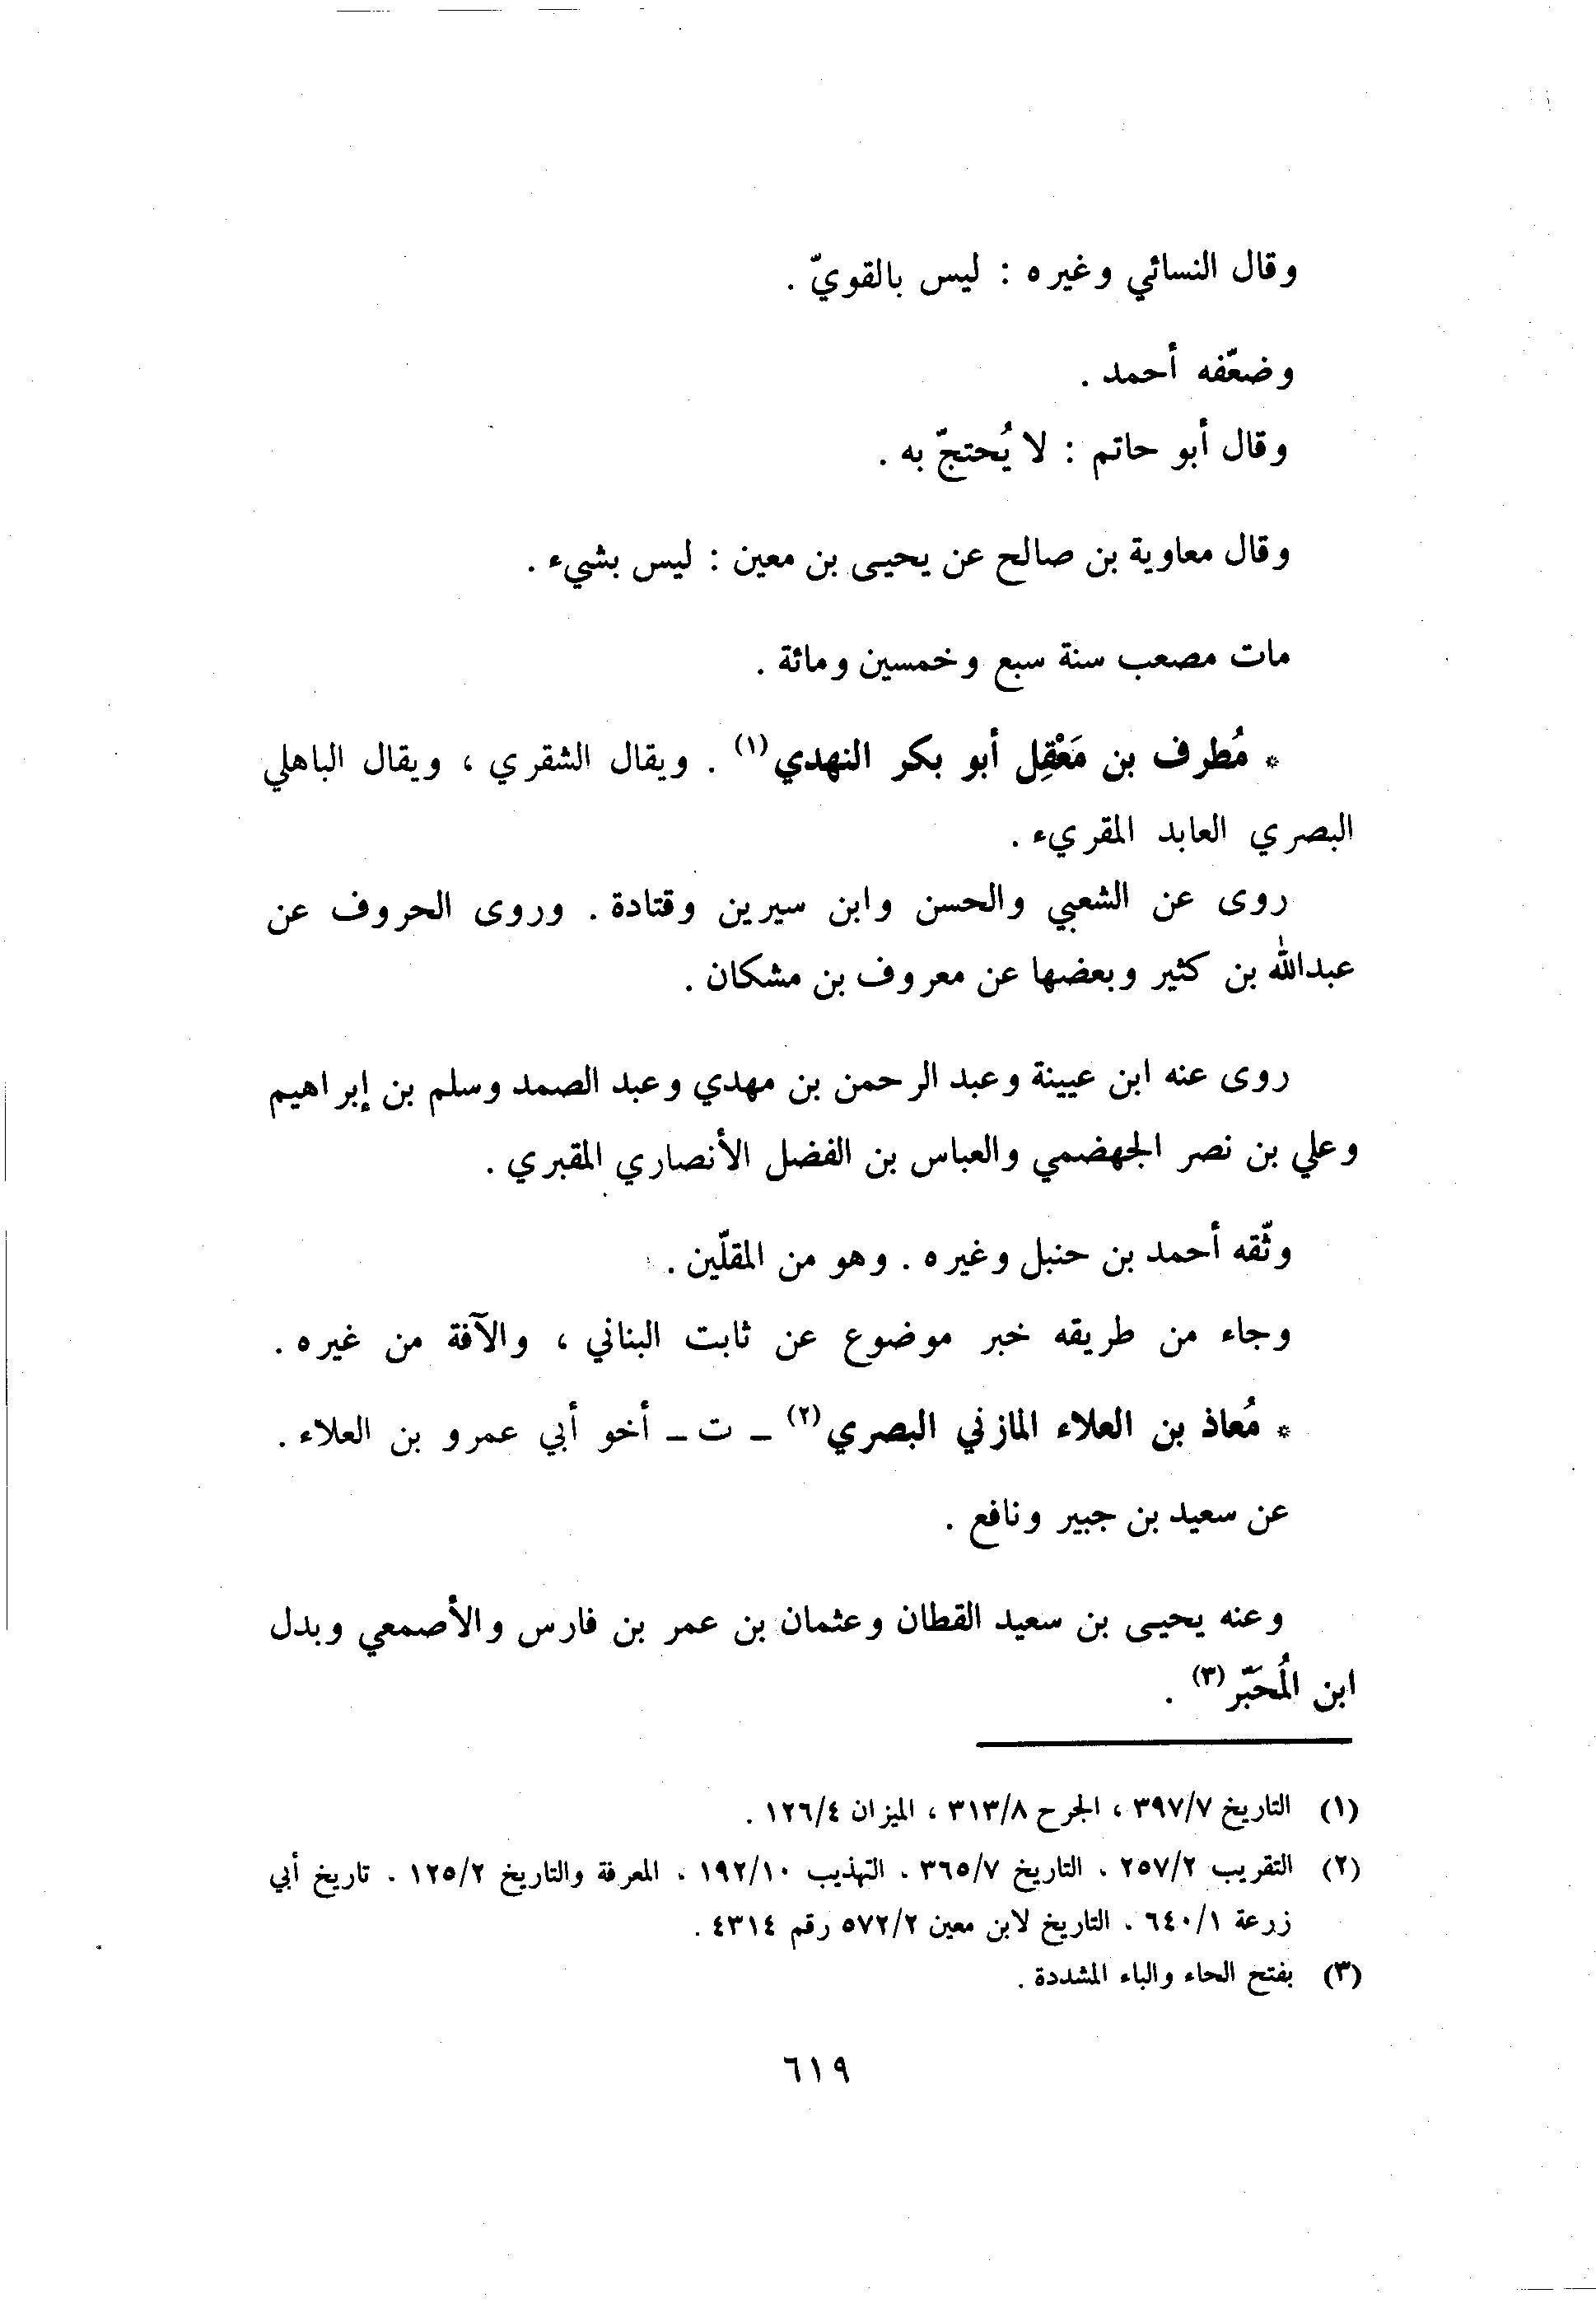 وقال النسائي وغيره : ليس بالقويّ .
وضعّفه أحمد .
وقال أبو حاتم : لا يُحتجّ به .
وقال معاوية بن صالح عن يحيى بن معين : ليس بشيء .
مات مصعب سنة سبع وخمسين ومائة .
* مُطرف بن مَعْقِل أبو بكر النهدي(١) . ويقال الشقري ، ويقال الباهلي
البصري العابد المقريء .
روى عن الشعبي والحسن وابن سيرين وقتادة . وروى الحروف عن
عبدالله بن كثير وبعضها عن معروف بن مشكان .
روى عنه ابن عيينة وعبد الرحمن بن مهدي وعبد الصمد وسلم بن إبراهيم
وعلي بن نصر الجهضمي والعباس بن الفضل الأنصاري المقبري .
وثّقه أحمد بن حنبل وغيره . وهو من المقلّين .
وجاء من طريقه خبر موضوع عن ثابت البناني ، والآفة من غيره .
* مُعاذ بن العلاء المازني البصري(٢) ـ ت ـ أخو أبي عمرو بن العلاء .
عن سعيد بن جبير ونافع .
وعنه يحيى بن سعيد القطان وعثمان بن عمر بن فارس والأصمعي وبدل
ابن المُحَبّر(٣) .
(١) التاريخ ٣٩٧/٧ ، الجرح ٣١٣/٨ ، الميزان ١٢٦/٤ .
(٢) التقريب ٢٥٧/٢ . التاريخ ٣٦٥/٧ . التهذيب ١٩٢/١٠ . المعرفة والتاريخ ١٢٥/٢ . تاريخ أبي
زرعة ٦٤٠/١ . التاريخ لابن معين ٥٧٢/٢ رقم ٤٣١٤ .
(٣) بفتح الحاء والباء المشددة .
٦١٩